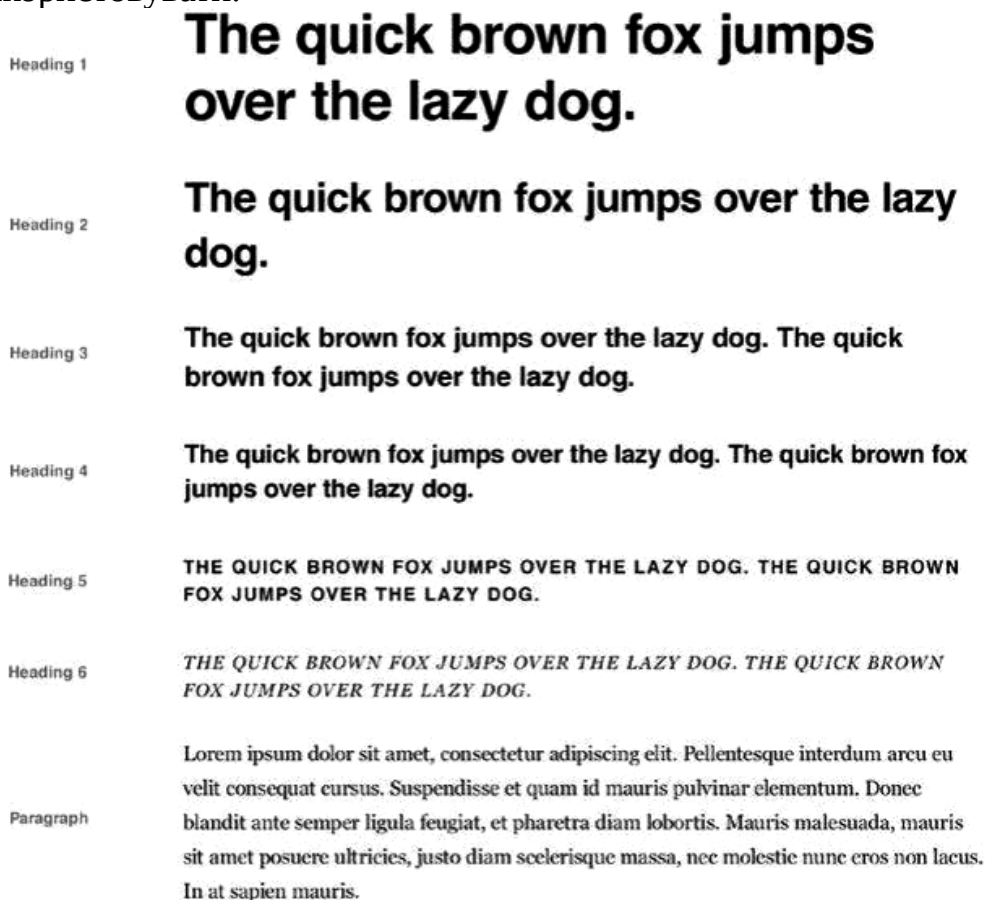 Heading 1
The quick brown fox jumps
over the lazy dog.
Heading 2
The quick brown fox jumps over the lazy
dog.
Heading 3
The quick brown fox jumps over the lazy dog. The quick
brown fox jumps over the lazy dog.
Heading 4
The quick brown fox jumps over the lazy dog. The quick brown fox
jumps over the lazy dog.
Heading 5
THE QUICK BROWN FOX JUMPS OVER THE LAZY DOG. THE QUICK BROWN
FOX JUMPS OVER THE LAZY DOG.
Heading 6
THE QUICK BROWN FOX JUMPS OVER THE LAZY DOG. THE QUICK BROWN
FOX JUMPS OVER THE LAZY DOG.
Paragraph
Lorem ipsum dolor sit amet, consectetur adipiscing elit. Pellentesque interdum arcu eu
velit consequat cursus. Suspendisse et quam id mauris pulvinar elementum. Donec
blandit ante semper ligula feugiat, et pharetra diam lobortis. Mauris malesuada, mauris
sit amet posuere ultricies, justo diam scelerisque massa, nec molestie nunc eros non lacus.
In at sapien mauris.